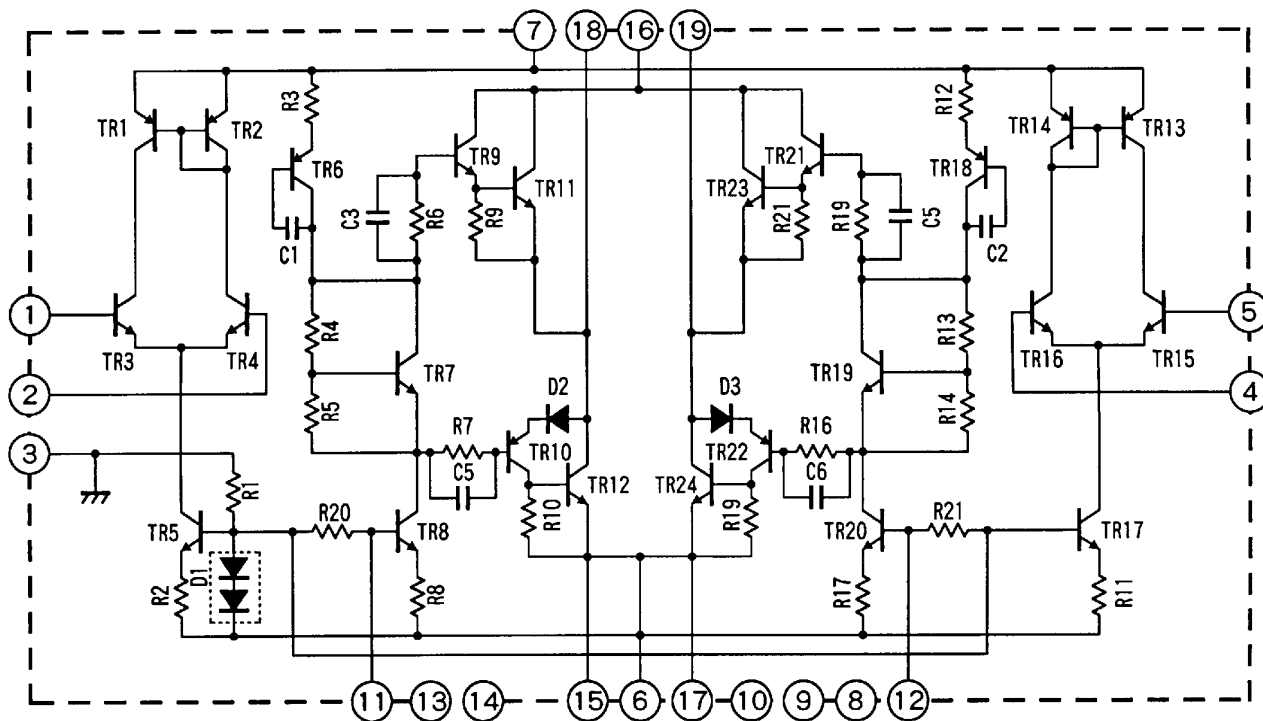 7 18 16 19
R3 R12
TR1 TR2 TR14 TR13
TR9 TR21
TR6 TR18
TR11 TR23
C3 R6 R9 R21 R19 C5
C1 C2
1 5
R4 R13
TR3 TR4 TR16 TR15
TR7 TR19
2 D2 D3 4
R5 R14
R7 R16
3 TR10 TR22
C5 C6
R1 TR12 TR24
R10 R19
TR5 R20 TR8 TR20 R21 TR17
D1
R2 R8 R17 R11
11 13 14 15 6 17 10 9 8 12